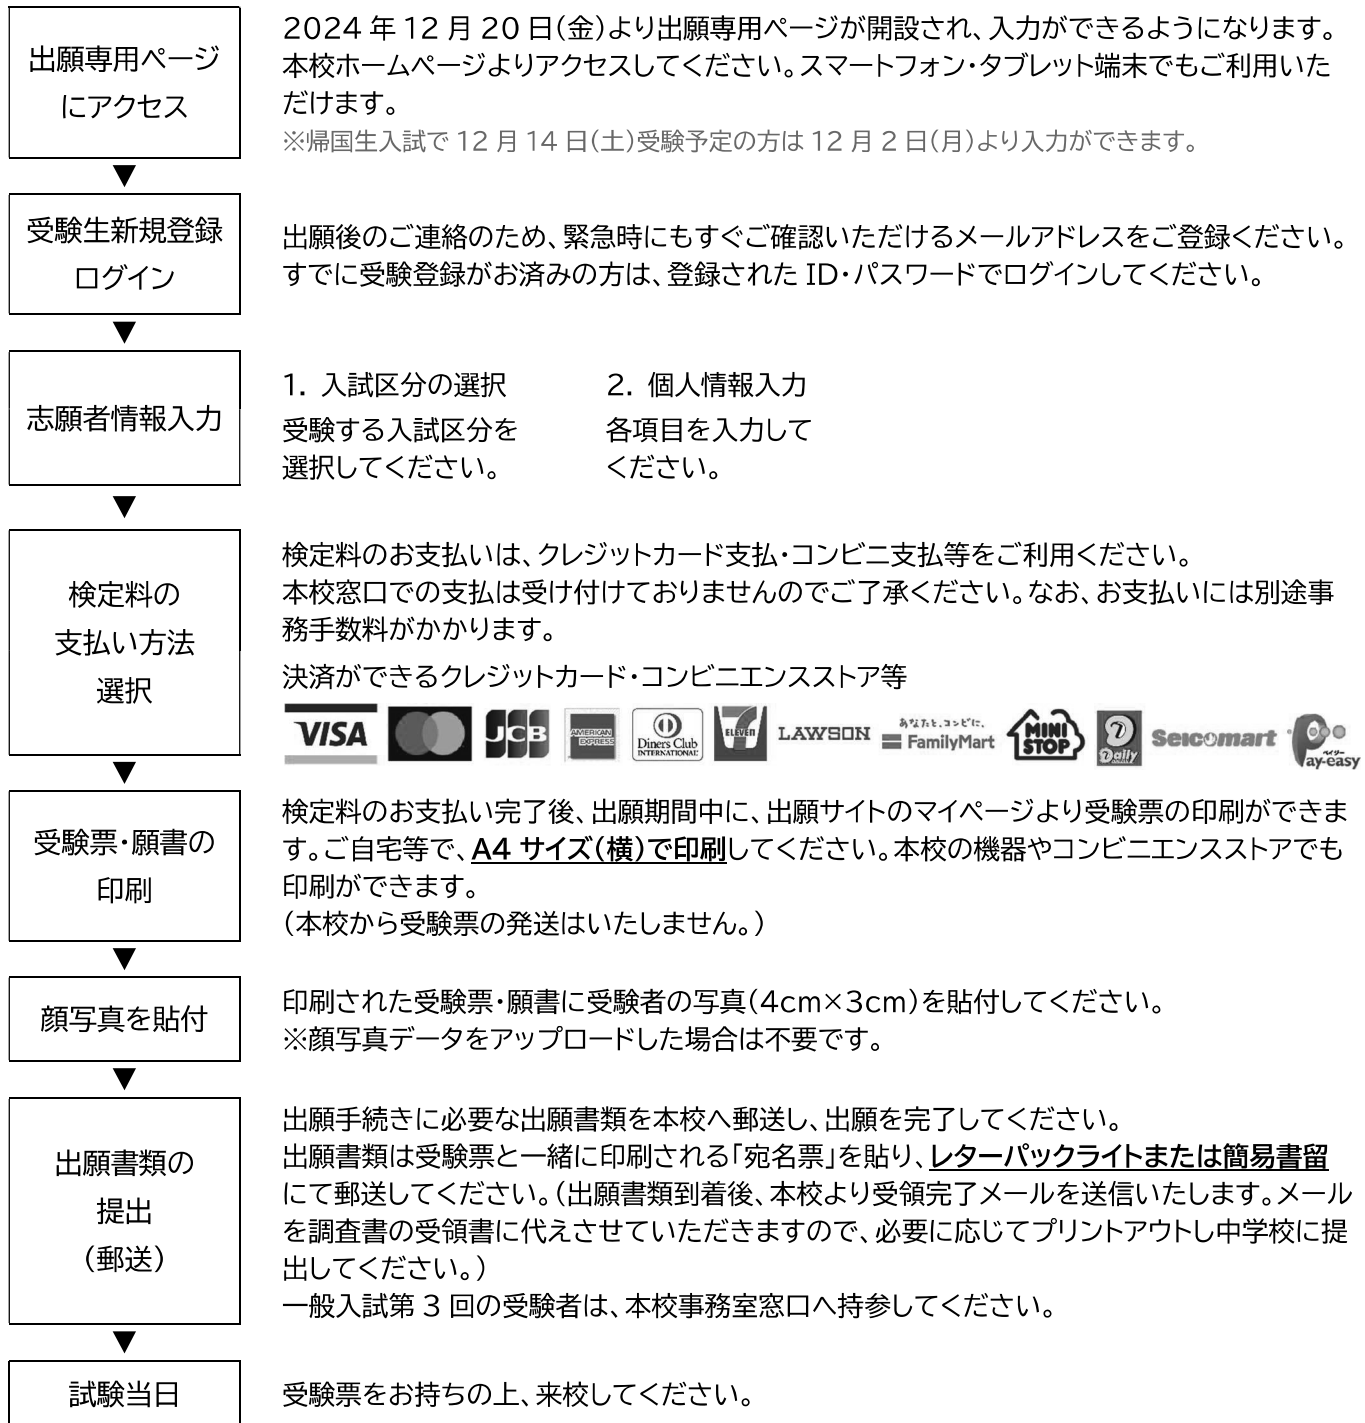 出願専用ページ
にアクセス
2024 年 12 月 20 日(金)より出願専用ページが開設され、入力ができるようになります。
本校ホームページよりアクセスしてください。スマートフォン・タブレット端末でもご利用いた
だけます。
※帰国生入試で 12 月 14 日(土)受験予定の方は 12 月 2 日(月)より入力ができます。
▼
受験生新規登録
ログイン
出願後のご連絡のため、緊急時にもすぐご確認いただけるメールアドレスをご登録ください。
すでに受験登録がお済みの方は、登録された ID・パスワードでログインしてください。
▼
志願者情報入力
1. 入試区分の選択
受験する入試区分を
選択してください。
2. 個人情報入力
各項目を入力して
ください。
▼
検定料の
支払い方法
選択
検定料のお支払いは、クレジットカード支払・コンビニ支払等をご利用ください。
本校窓口での支払は受け付けておりませんのでご了承ください。なお、お支払いには別途事
務手数料がかかります。
決済ができるクレジットカード・コンビニエンスストア等
VISA
JCB
AMERICAN
EXPRESS
Diners Club
INTERNATIONAL
7
ELEVEN
LAWSON
あなたと、コンビに、
FamilyMart
MINI
STOP
Daily
Seicomart
ペイジー
Pay-easy
▼
受験票・願書の
印刷
検定料のお支払い完了後、出願期間中に、出願サイトのマイページより受験票の印刷ができま
す。ご自宅等で、A4 サイズ(横)で印刷してください。本校の機器やコンビニエンスストアでも
印刷ができます。
(本校から受験票の発送はいたしません。)
▼
顔写真を貼付
印刷された受験票・願書に受験者の写真(4cm×3cm)を貼付してください。
※顔写真データをアップロードした場合は不要です。
▼
出願書類の
提出
(郵送)
出願手続きに必要な出願書類を本校へ郵送し、出願を完了してください。
出願書類は受験票と一緒に印刷される「宛名票」を貼り、レターパックライトまたは簡易書留
にて郵送してください。(出願書類到着後、本校より受領完了メールを送信いたします。メール
を調査書の受領書に代えさせていただきますので、必要に応じてプリントアウトし中学校に提
出してください。)
一般入試第 3 回の受験者は、本校事務室窓口へ持参してください。
▼
試験当日
受験票をお持ちの上、来校してください。